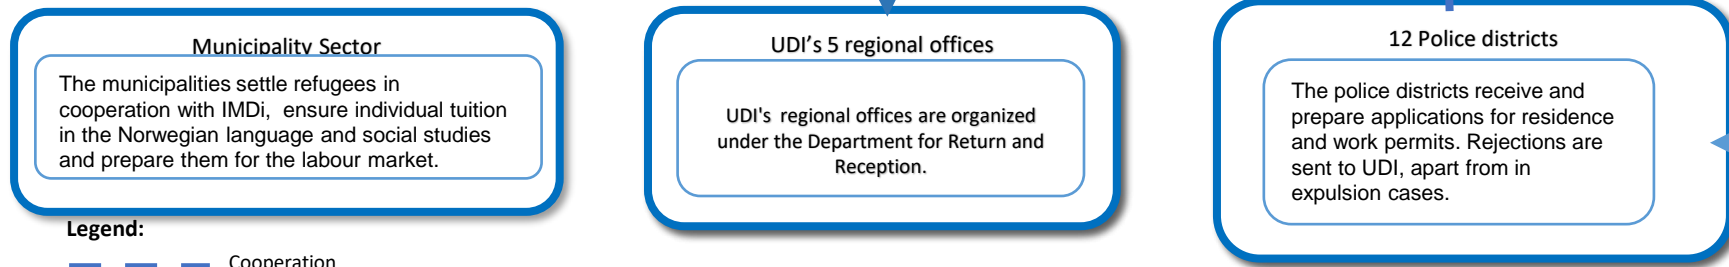 Municipality Sector
The municipalities settle refugees in
cooperation with IMDi, ensure individual tuition
in the Norwegian language and social studies
and prepare them for the labour market.
UDI’s 5 regional offices
UDI's regional offices are organized
under the Department for Return and
Reception.
12 Police districts
The police districts receive and
prepare applications for residence
and work permits. Rejections are
sent to UDI, apart from in
expulsion cases.
Legend:
Cooperation